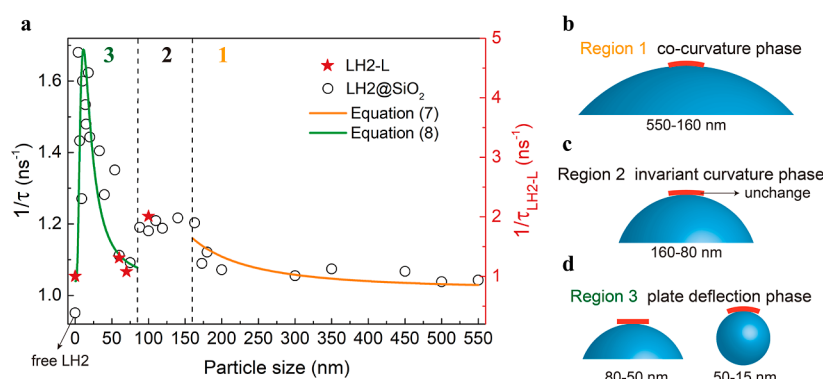 a
3
2
1
LH2-L
LH2@SiO₂
Equation (7)
Equation (8)
1/τ (ns⁻¹)
1.6
1.4
1.2
1.0
1/τ_LH2-L (ns⁻¹)
5
4
3
2
1
0
0 50 100 150 200 250 300 350 400 450 500 550
free LH2
Particle size (nm)
b
Region 1 co-curvature phase
550-160 nm
c
Region 2 invariant curvature phase
unchange
160-80 nm
d
Region 3 plate deflection phase
80-50 nm
50-15 nm